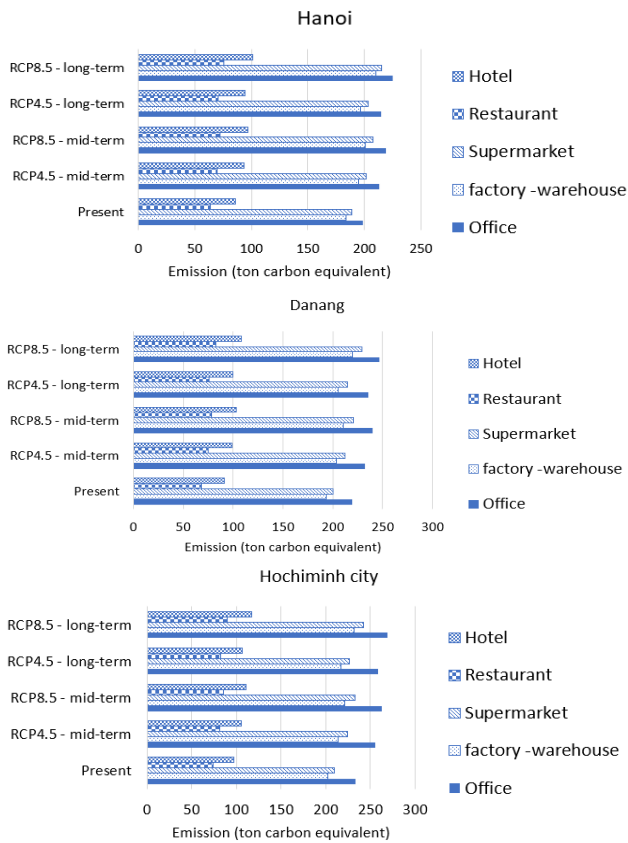 Hanoi
RCP8.5 - long-term
RCP4.5 - long-term
RCP8.5 - mid-term
RCP4.5 - mid-term
Present
0 50 100 150 200 250
Emission (ton carbon equivalent)
Hotel
Restaurant
Supermarket
factory -warehouse
Office
Danang
RCP8.5 - long-term
RCP4.5 - long-term
RCP8.5 - mid-term
RCP4.5 - mid-term
Present
0 50 100 150 200 250 300
Emission (ton carbon equivalent)
Hotel
Restaurant
Supermarket
factory -warehouse
Office
Hochiminh city
RCP8.5 - long-term
RCP4.5 - long-term
RCP8.5 - mid-term
RCP4.5 - mid-term
Present
0 50 100 150 200 250 300
Emission (ton carbon equivalent)
Hotel
Restaurant
Supermarket
factory -warehouse
Office